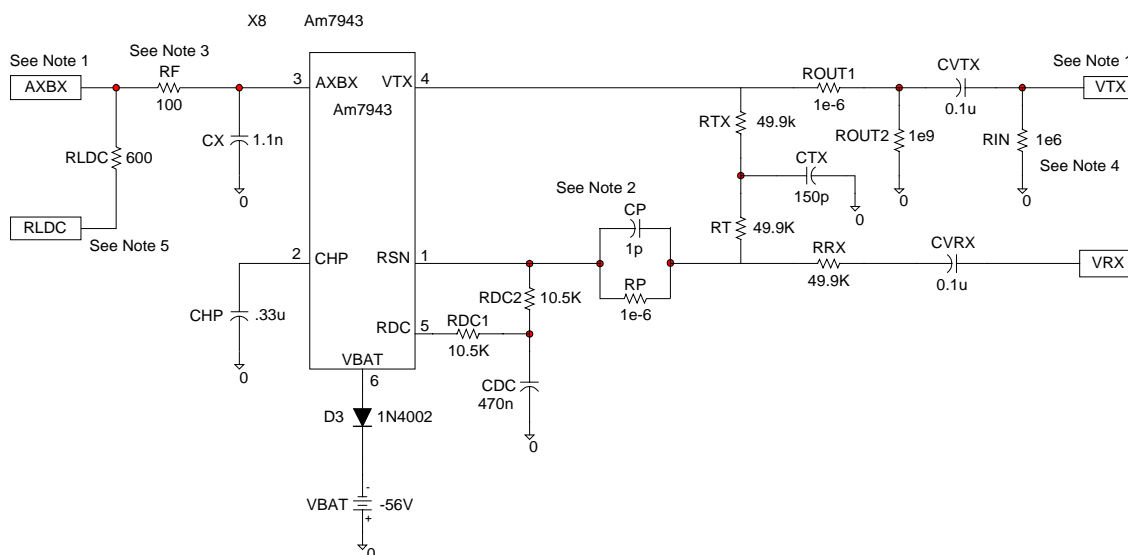 X8 Am7943
See Note 1
See Note 3
AXBX
RF
100
3
AXBX
VTX
4
Am7943
ROUT1
1e-6
CVTX
0.1u
See Note 1
VTX
RTX
49.9k
ROUT2
1e9
RIN
1e6
See Note 4
CX
1.1n
0
RLDC
600
CTX
150p
0
0
0
See Note 2
RLDC
See Note 5
CP
1p
RT
49.9K
2
CHP
RSN
1
RP
1e-6
RRX
49.9K
CVRX
0.1u
VRX
CHP
.33u
0
RDC2
10.5K
RDC
5
RDC1
10.5K
VBAT
6
CDC
470n
0
D3
1N4002
VBAT
-
+
-56V
0